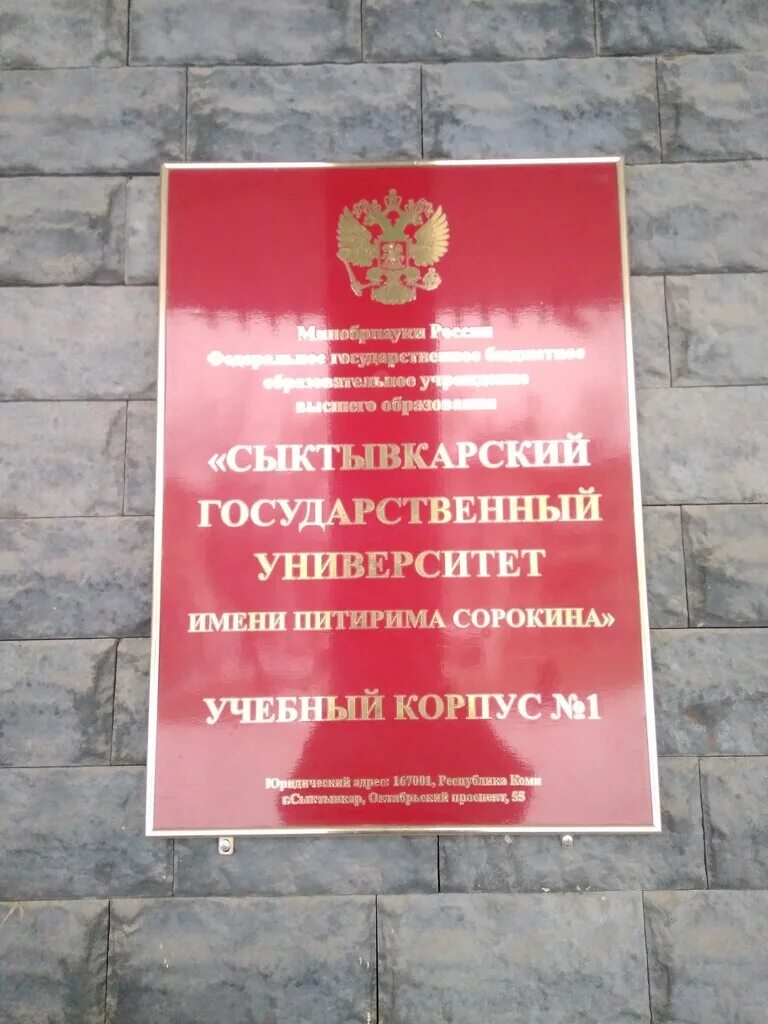 Минобрнауки России
Федеральное государственное бюджетное
образовательное учреждение
высшего образования
«СЫКТЫВКАРСКИЙ
ГОСУДАРСТВЕННЫЙ
УНИВЕРСИТЕТ
ИМЕНИ ПИТИРИМА СОРОКИНА»
УЧЕБНЫЙ КОРПУС №1
Юридический адрес: 167001, Республика Коми
г.Сыктывкар, Октябрьский проспект, 55